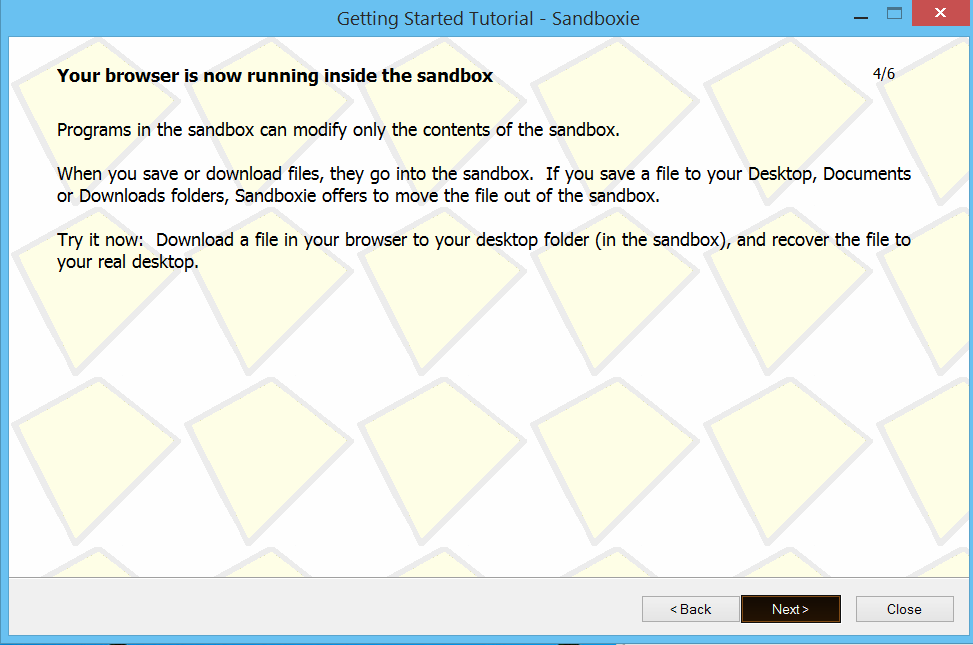 Getting Started Tutorial - Sandboxie
Your browser is now running inside the sandbox
4/6
Programs in the sandbox can modify only the contents of the sandbox.
When you save or download files, they go into the sandbox.  If you save a file to your Desktop, Documents
or Downloads folders, Sandboxie offers to move the file out of the sandbox.
Try it now:  Download a file in your browser to your desktop folder (in the sandbox), and recover the file to
your real desktop.
< Back
Next >
Close